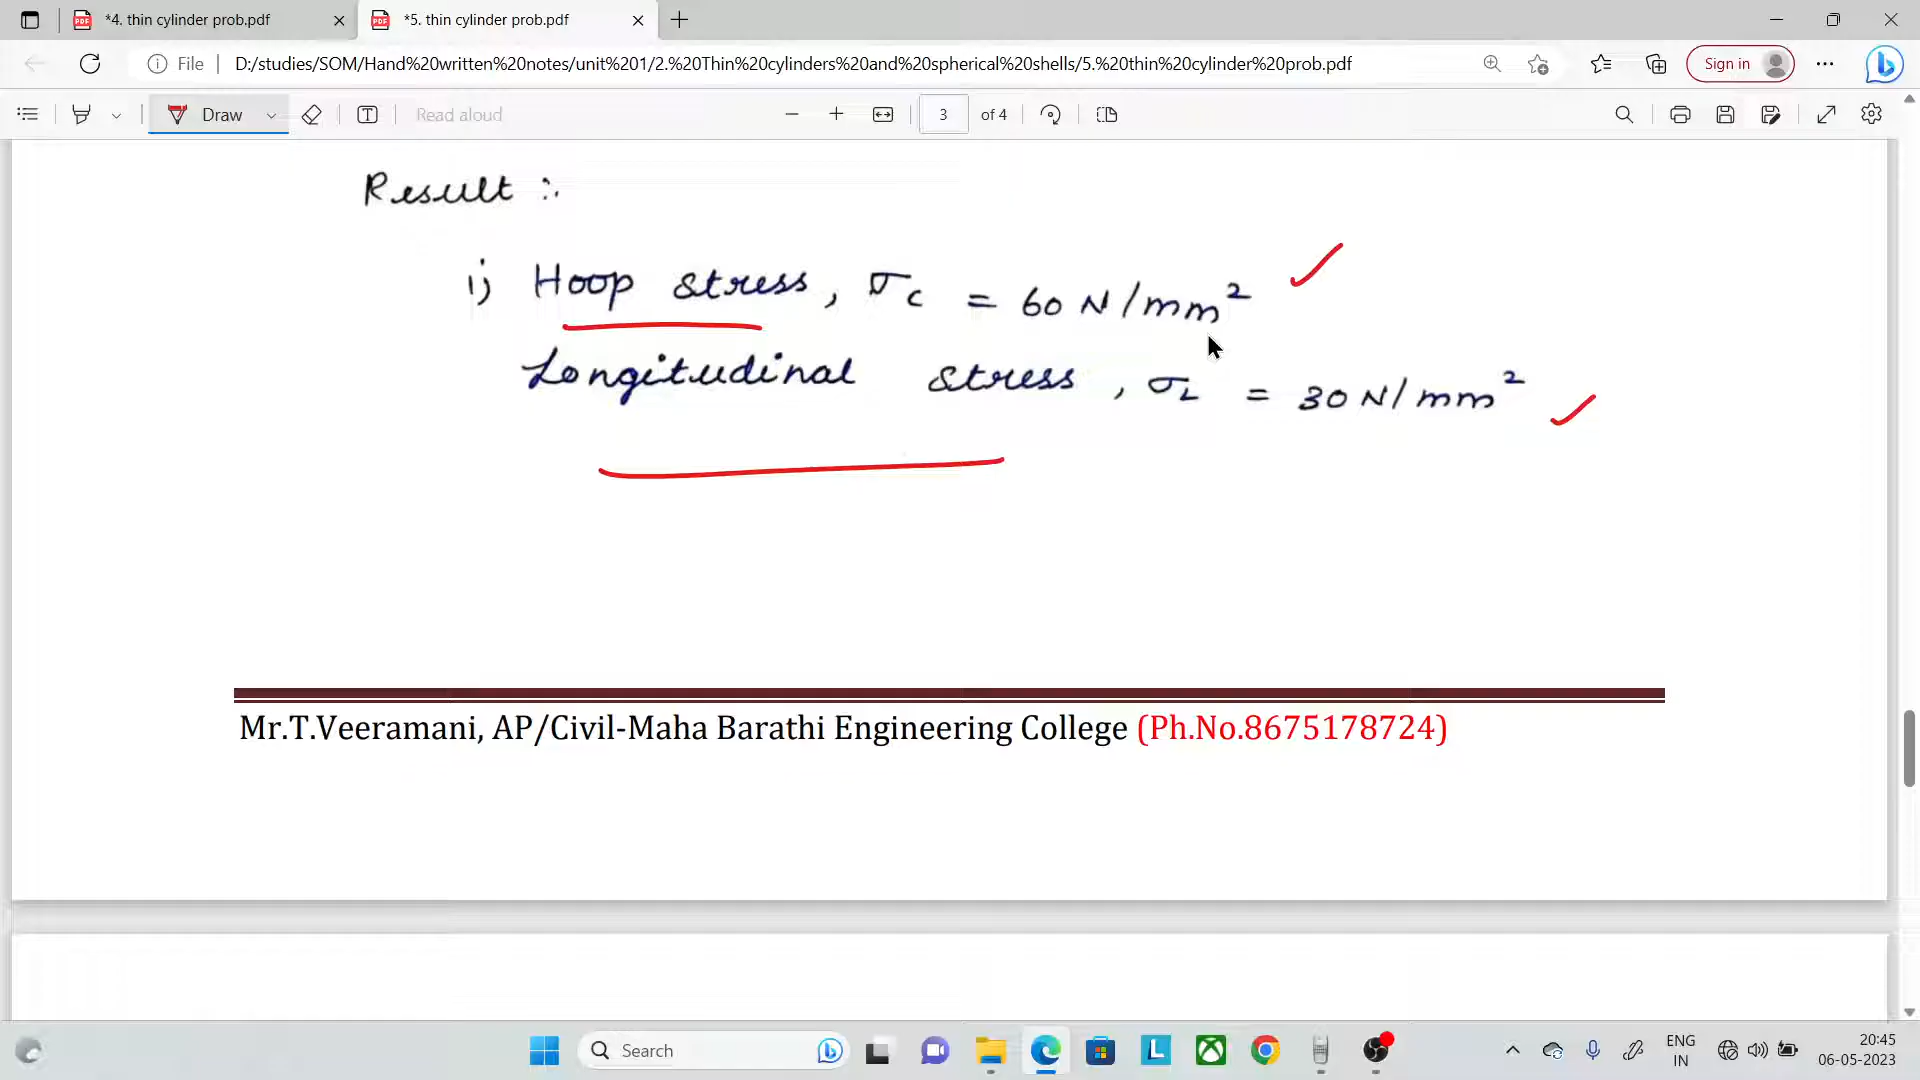 *4. thin cylinder prob.pdf
*5. thin cylinder prob.pdf
File
D:/studies/SOM/Hand%20written%20notes/unit%201/2.%20Thin%20cylinders%20and%20spherical%20shells/5.%20thin%20cylinder%20prob.pdf
Sign in
Draw
Read aloud
3 of 4
Result :.
i) Hoop stress, σc = 60 N/mm²
Longitudinal stress, σL = 30 N/mm²
Mr.T.Veeramani, AP/Civil-Maha Barathi Engineering College (Ph.No.8675178724)
Search
ENG
IN
20:45
06-05-2023